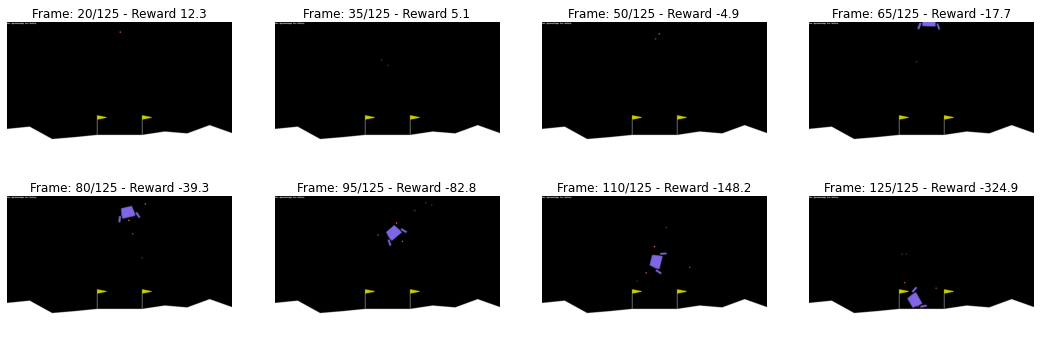 Frame: 20/125 - Reward 12.3
Frame: 35/125 - Reward 5.1
Frame: 50/125 - Reward -4.9
Frame: 65/125 - Reward -17.7
Frame: 80/125 - Reward -39.3
Frame: 95/125 - Reward -82.8
Frame: 110/125 - Reward -148.2
Frame: 125/125 - Reward -324.9